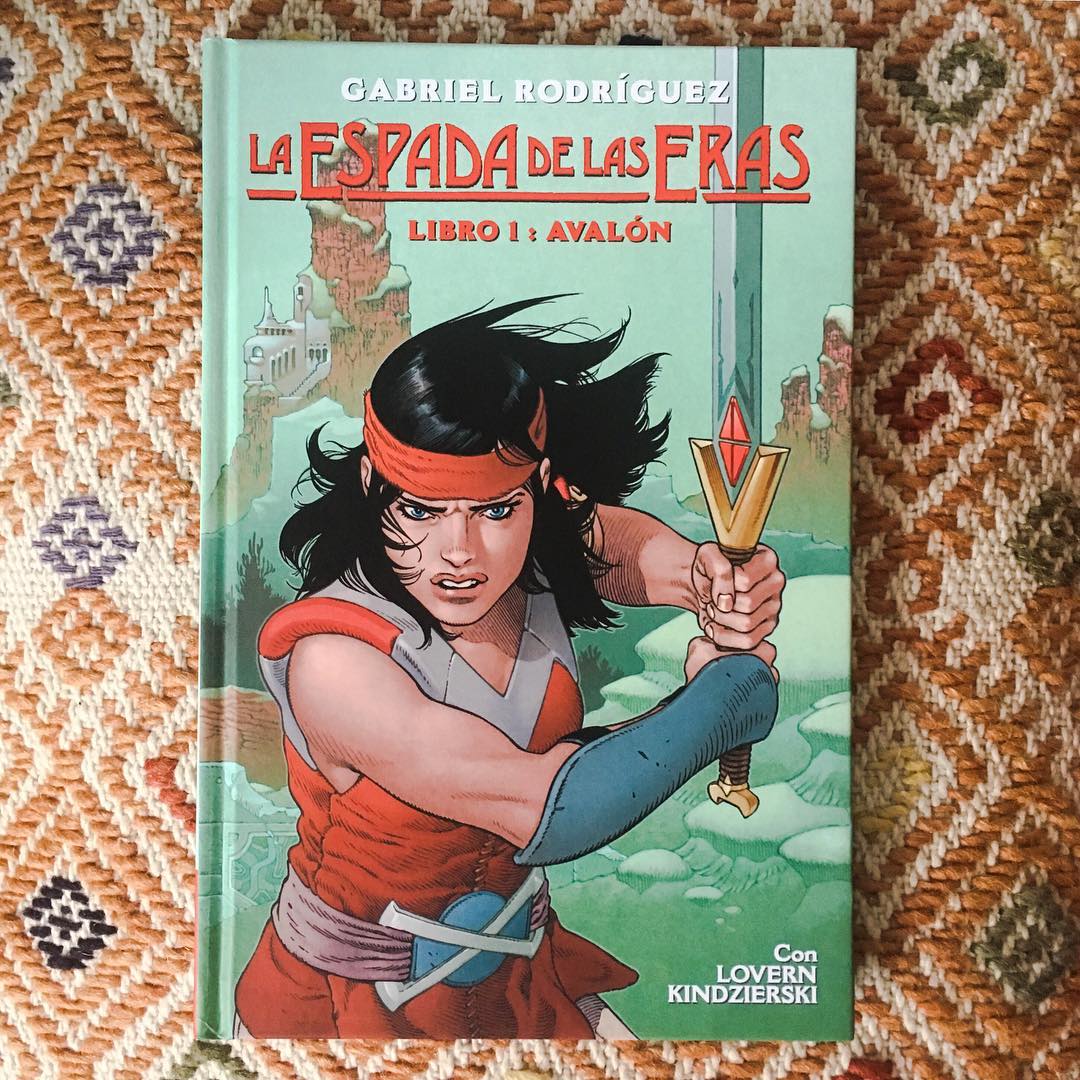 GABRIEL RODRÍGUEZ
LA ESPADA DE LAS ERAS
LIBRO 1 : AVALÓN
Con
LOVERN
KINDZIERSKI